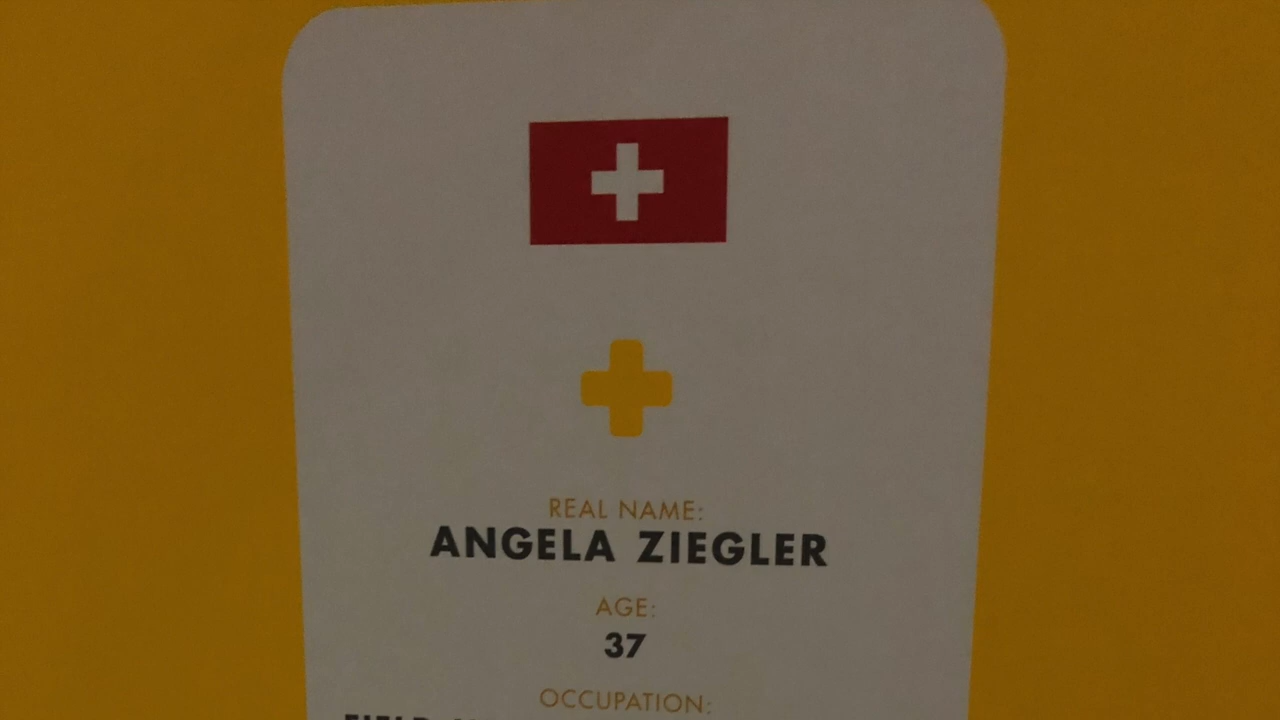 REAL NAME:
ANGELA ZIEGLER
AGE:
37
OCCUPATION: